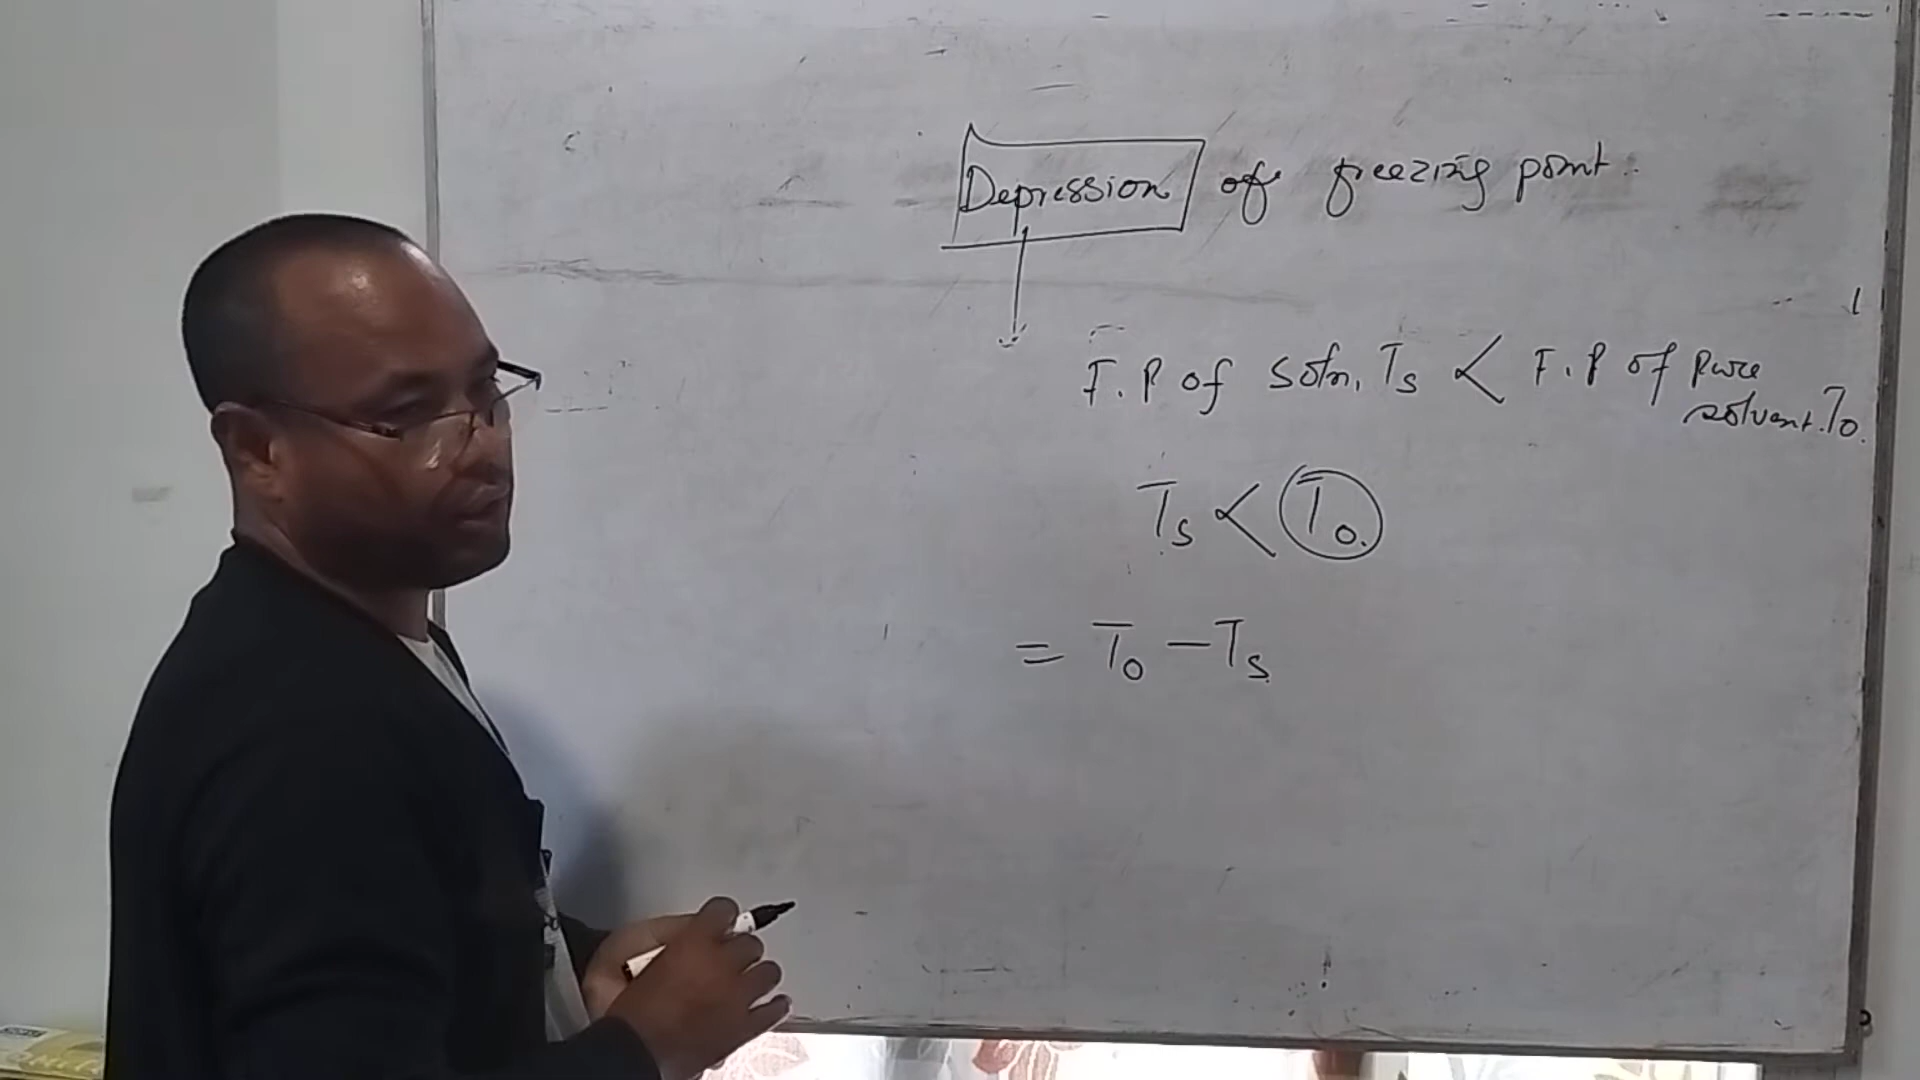 Depression of freezing point.
F.P of soln. Ts < F.P of pure
solvent. To.
Ts < To.
= To - Ts